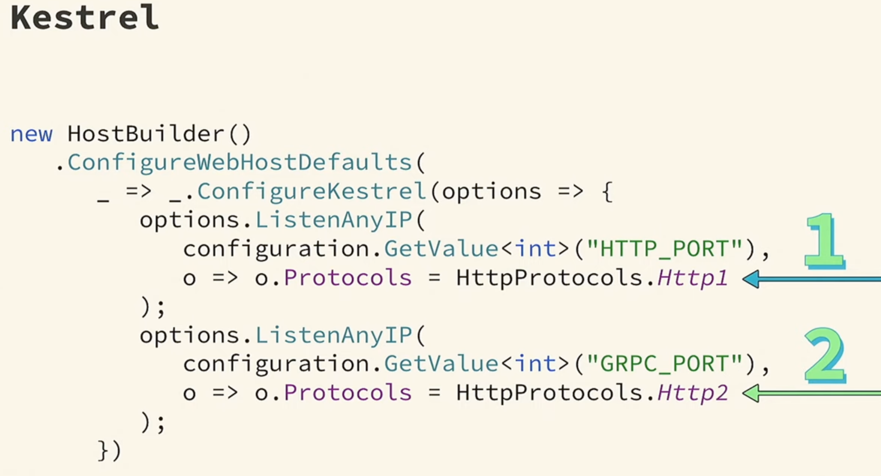 Kestrel
new HostBuilder()
.ConfigureWebHostDefaults(
_ => _.ConfigureKestrel(options => {
options.ListenAnyIP(
configuration.GetValue<int>("HTTP_PORT"),
o => o.Protocols = HttpProtocols.Http1
);
options.ListenAnyIP(
configuration.GetValue<int>("GRPC_PORT"),
o => o.Protocols = HttpProtocols.Http2
);
})
1
2